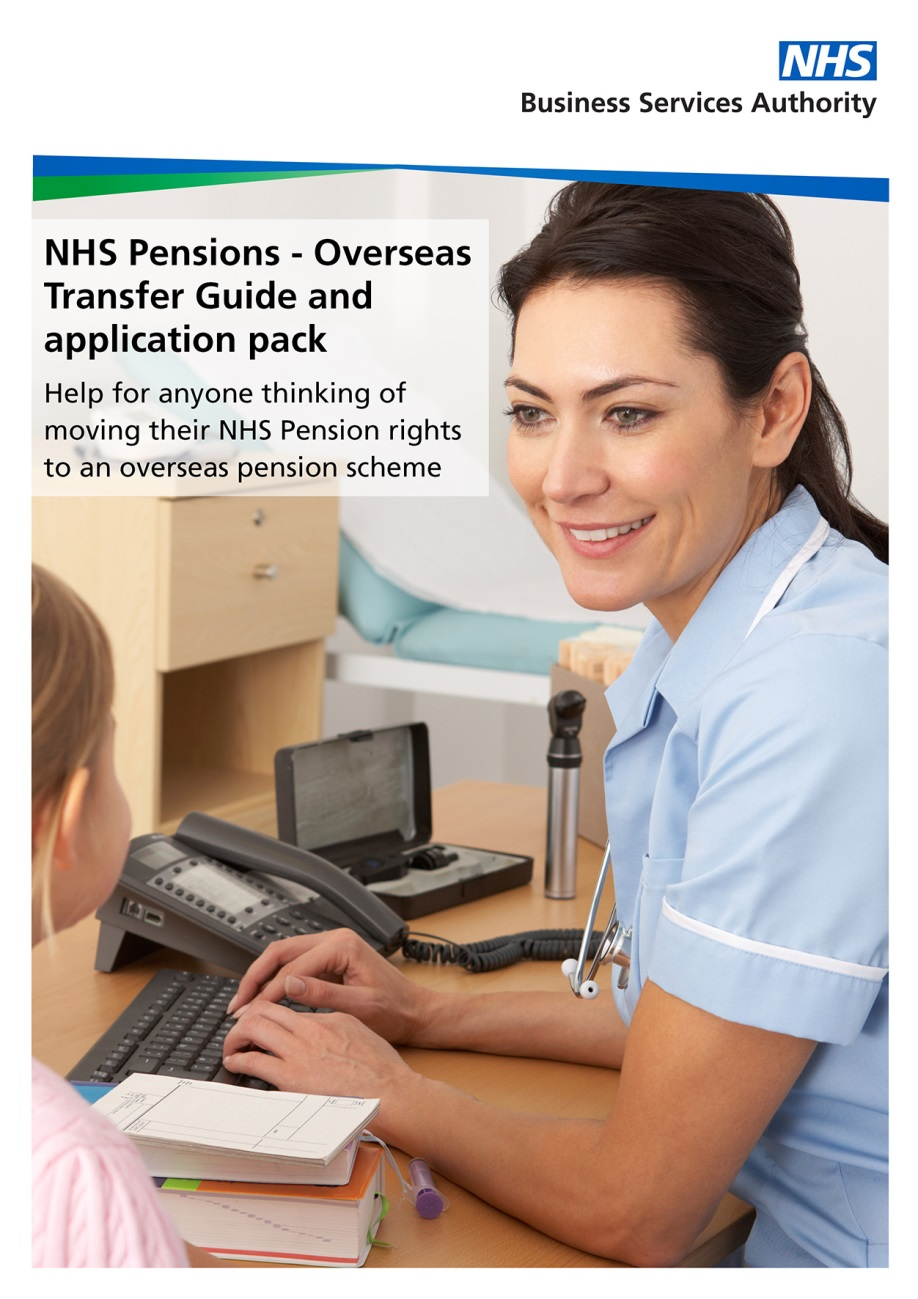 NHS
Business Services Authority
NHS Pensions - Overseas
Transfer Guide and
application pack
Help for anyone thinking of
moving their NHS Pension rights
to an overseas pension scheme